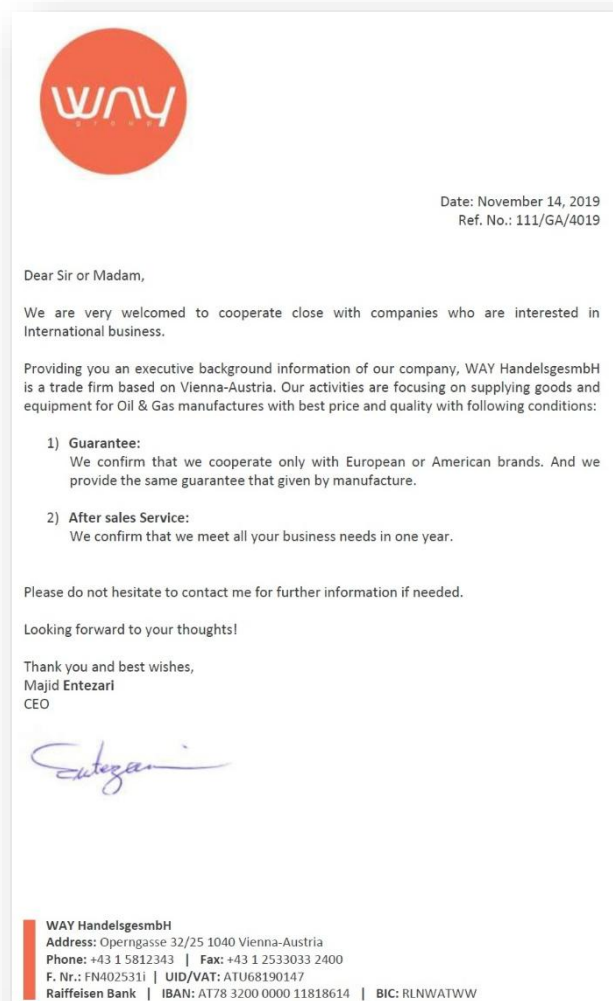 way
group
Date: November 14, 2019
Ref. No.: 111/GA/4019
Dear Sir or Madam,
We are very welcomed to cooperate close with companies who are interested in
International business.
Providing you an executive background information of our company, WAY HandelsgesmbH
is a trade firm based on Vienna-Austria. Our activities are focusing on supplying goods and
equipment for Oil & Gas manufactures with best price and quality with following conditions:
1) Guarantee:
We confirm that we cooperate only with European or American brands. And we
provide the same guarantee that given by manufacture.
2) After sales Service:
We confirm that we meet all your business needs in one year.
Please do not hesitate to contact me for further information if needed.
Looking forward to your thoughts!
Thank you and best wishes,
Majid Entezari
CEO
Entezari
WAY HandelsgesmbH
Address: Operngasse 32/25 1040 Vienna-Austria
Phone: +43 1 5812343 | Fax: +43 1 2533033 2400
F. Nr.: FN402531i | UID/VAT: ATU68190147
Raiffeisen Bank | IBAN: AT78 3200 0000 11818614 | BIC: RLNWATWW